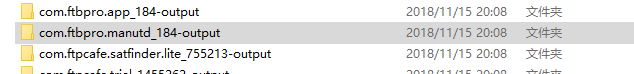 com.ftbpro.app_184-output 2018/11/15 20:08 文件夹
com.ftbpro.manutd_184-output 2018/11/15 20:08 文件夹
com.ftpcafe.satfinder.lite_755213-output 2018/11/15 20:08 文件夹